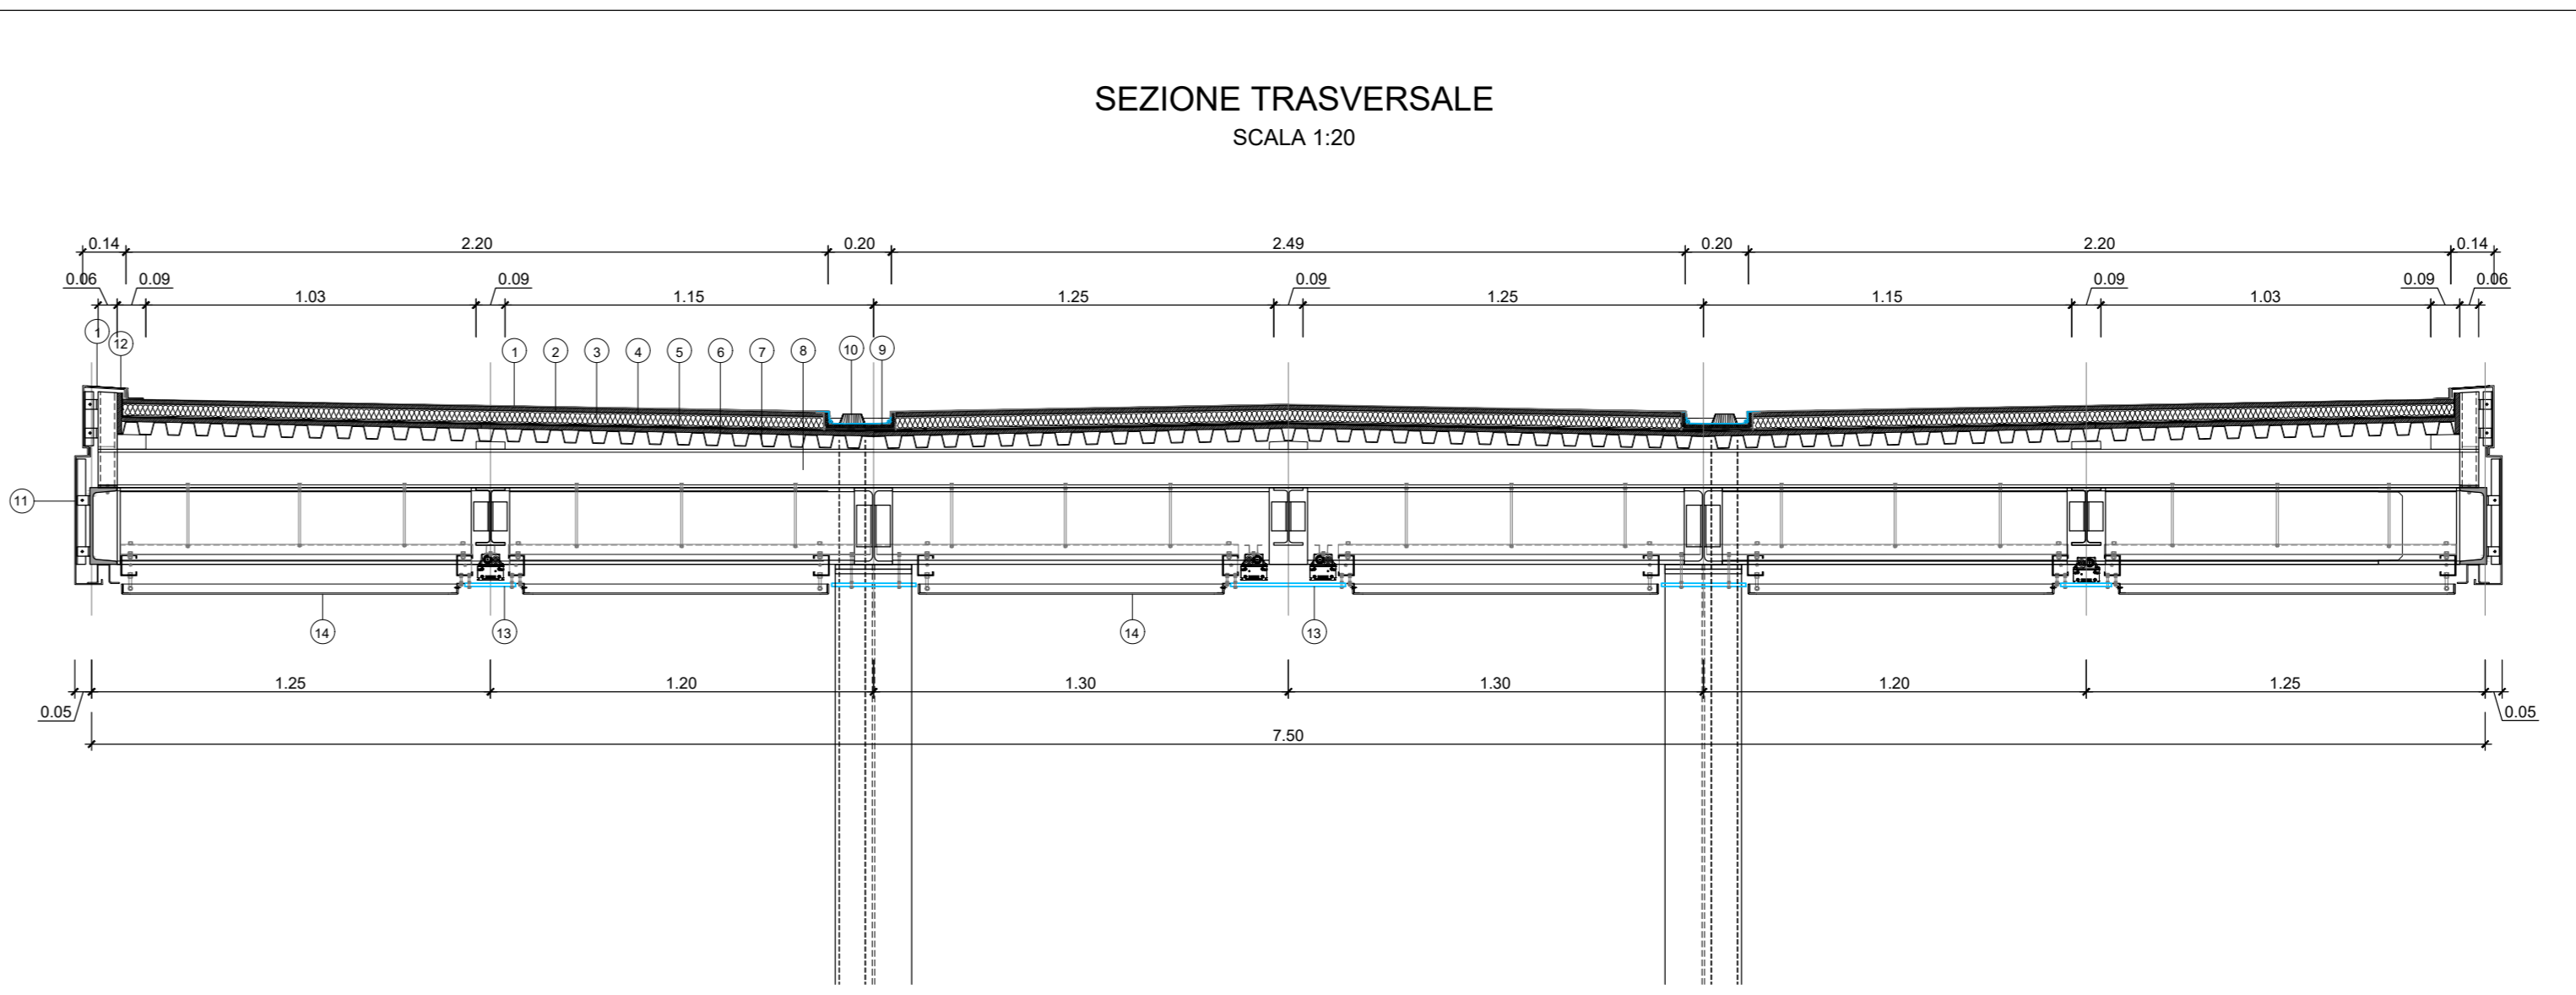 SEZIONE TRASVERSALE
SCALA 1:20
0.14 2.20 0.20 2.49 0.20 2.20 0.14
0.06 0.09 0.09 0.09 0.09 0.09 0.06
1.03 1.15 1.25 1.25 1.15 1.03
1 12 1 2 3 4 5 6 7 8 10 9
11
14 13 14 13
1.25 1.20 1.30 1.30 1.20 1.25
0.05 0.05
7.50